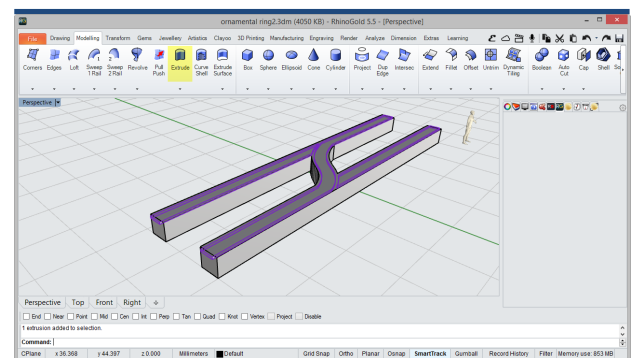 ornamental ring2.3dm (4050 KB) - RhinoGold 5.5 - [Perspective]
File Drawing Modelling Transform Gems Jewellery Artistica Clayoo 3D Printing Manufacturing Engraving Render Analyze Dimension Extras Learning
Corners Edges Loft Sweep 1 Rail Sweep 2 Rail Revolve Pull Push Extrude Curve Shell Extrude Surface Box Sphere Ellipsoid Cone Cylinder Project Dup Edge Intersec Extend Fillet Offset Untrim Dynamic Tiling Boolean Auto Cut Cap Shell
Perspective
Perspective Top Front Right
End Near Point Mid Cen Int Perp Tan Quad Knot Vertex Project Disable
1 extrusion added to selection.
Command:
CPlane x 36.368 y 44.397 z 0.000 Millimeters Default Grid Snap Ortho Planar Osnap SmartTrack Gumball Record History Filter Memory use: 853 MB